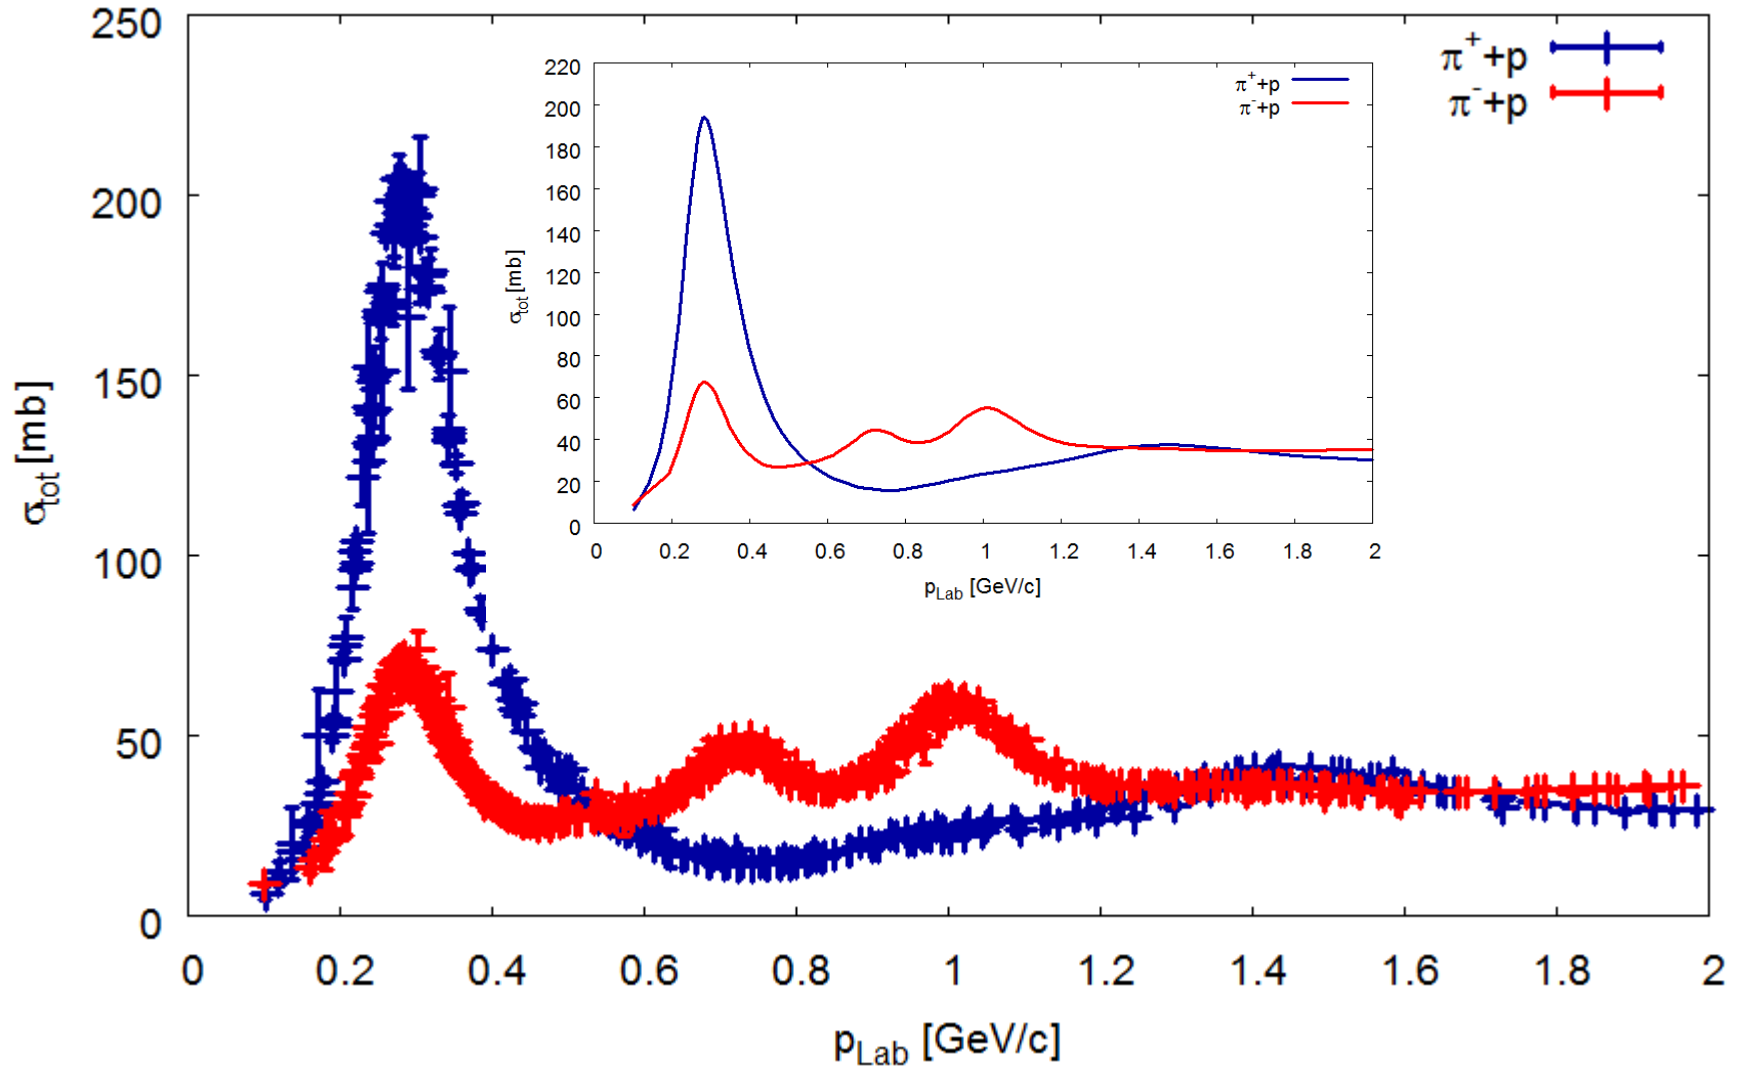 250
200
150
100
50
0
σtot [mb]
0 0.2 0.4 0.6 0.8 1 1.2 1.4 1.6 1.8 2
pLab [GeV/c]
π++p
π-+p
220
200
180
160
140
120
100
80
60
40
20
0
σtot [mb]
0 0.2 0.4 0.6 0.8 1 1.2 1.4 1.6 1.8 2
pLab [GeV/c]
π++p
π-+p